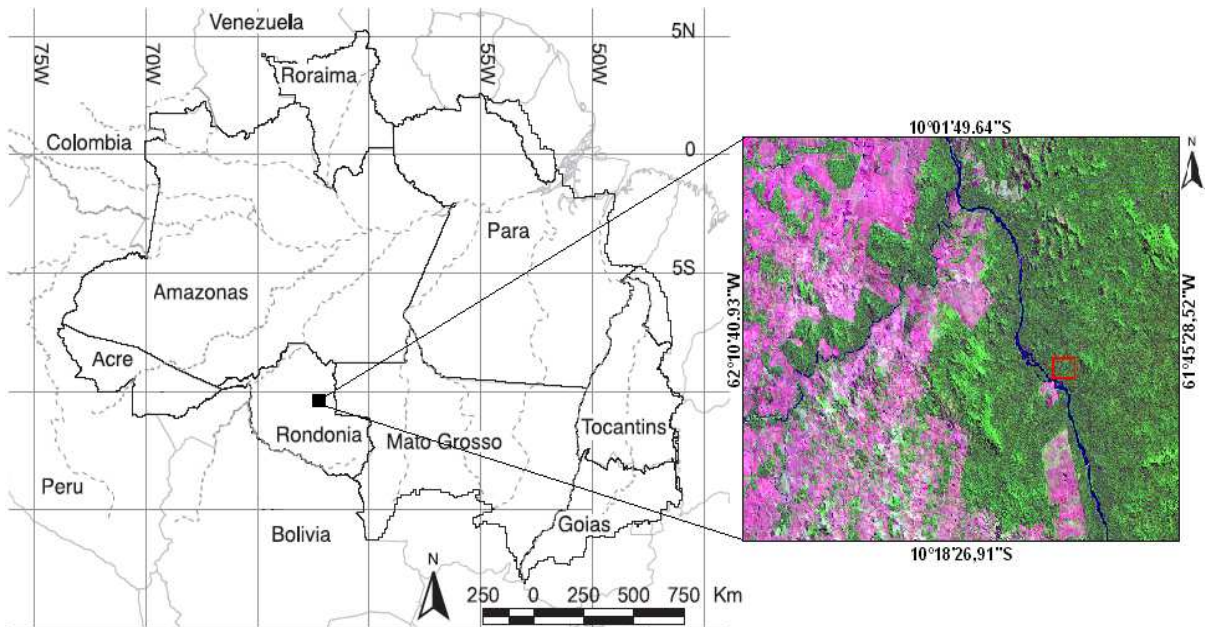 Venezuela
5N
75W
70W
55W
50W
Roraima
Colombia
0
Para
5S
Amazonas
Acre
Rondonia
Mato Grosso
Tocantins
Peru
Bolivia
Goias
N
250 0 250 500 750 Km
10°01'49.64"S
N
62°10'40,93"W
61°45'28,52"W
10°18'26,91"S